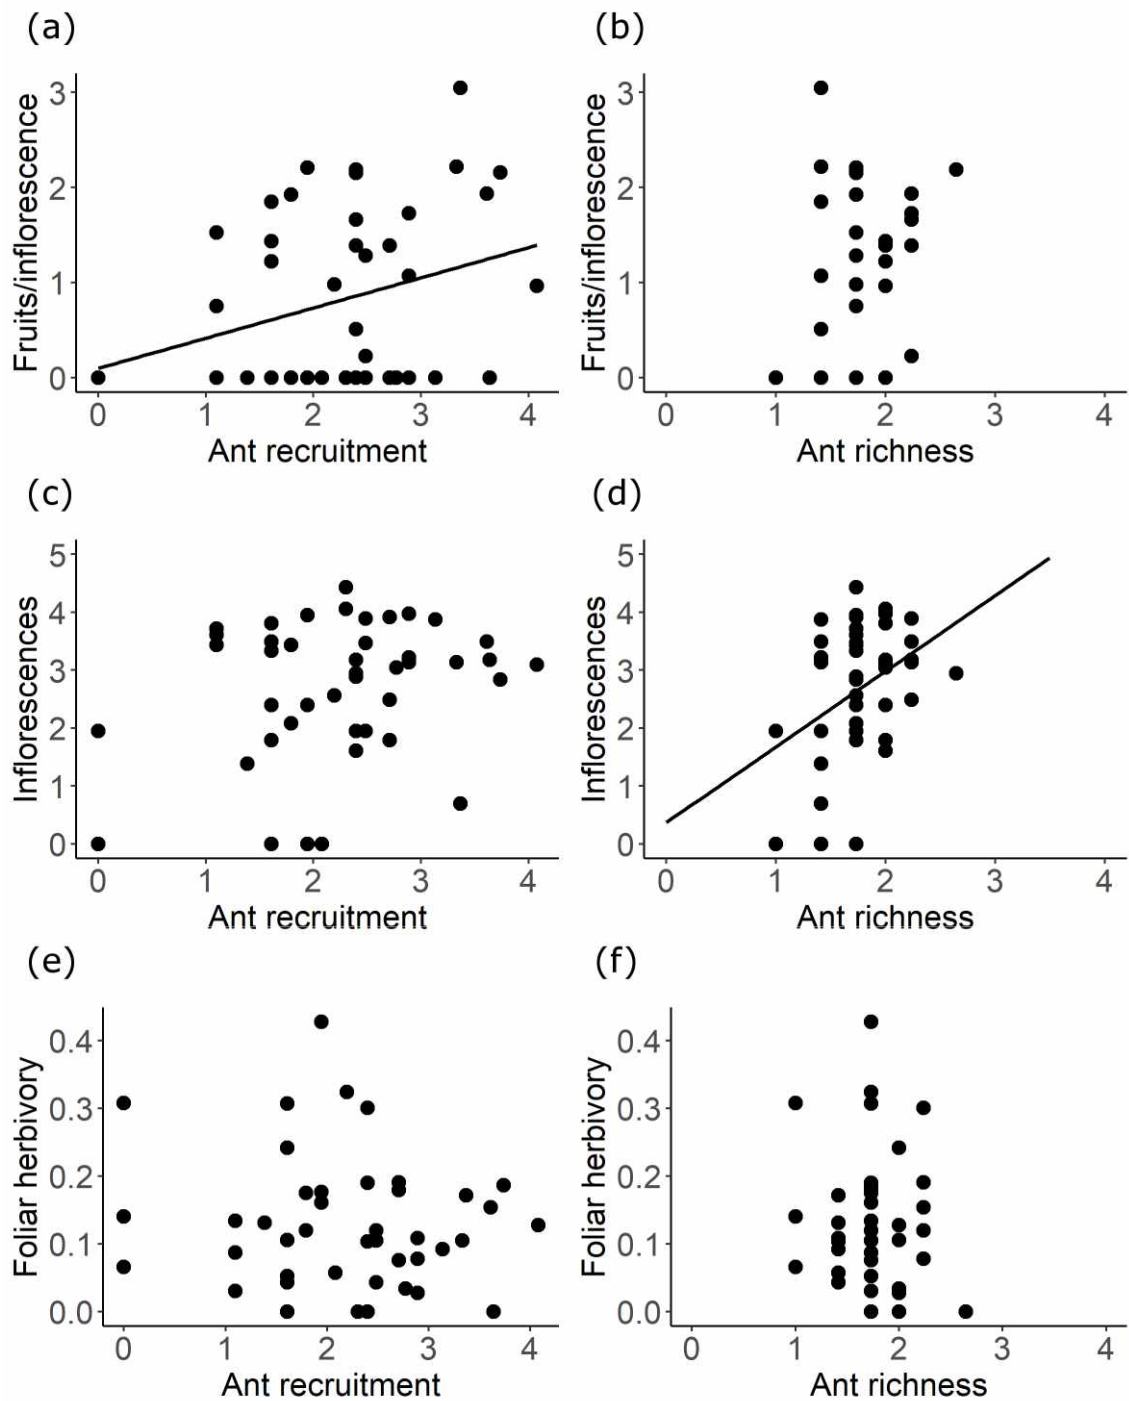 (a)
(b)
Fruits/inflorescence
3
2
1
0
0 1 2 3 4
Ant recruitment
Fruits/inflorescence
3
2
1
0
0 1 2 3 4
Ant richness
(c)
(d)
Inflorescences
5
4
3
2
1
0
0 1 2 3 4
Ant recruitment
Inflorescences
5
4
3
2
1
0
0 1 2 3 4
Ant richness
(e)
(f)
Foliar herbivory
0.4
0.3
0.2
0.1
0.0
0 1 2 3 4
Ant recruitment
Foliar herbivory
0.4
0.3
0.2
0.1
0.0
0 1 2 3 4
Ant richness